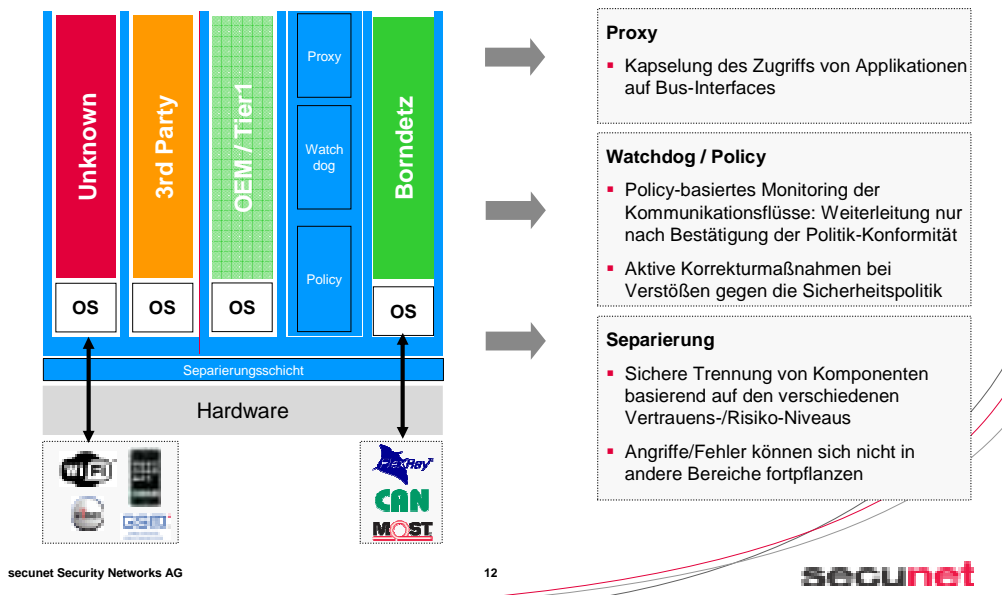 Unknown
3rd Party
OEM / Tier1
Proxy
Watch
dog
Policy
Borndetz
OS
OS
OS
OS
Separierungsschicht
Hardware
WiFi
GSM
FlexRay
CAN
MOST
Proxy
Kapselung des Zugriffs von Applikationen
auf Bus-Interfaces
Watchdog / Policy
Policy-basiertes Monitoring der
Kommunikationsflüsse: Weiterleitung nur
nach Bestätigung der Politik-Konformität
Aktive Korrekturmaßnahmen bei
Verstößen gegen die Sicherheitspolitik
Separierung
Sichere Trennung von Komponenten
basierend auf den verschiedenen
Vertrauens-/Risiko-Niveaus
Angriffe/Fehler können sich nicht in
andere Bereiche fortpflanzen
secunet Security Networks AG
12
secunet